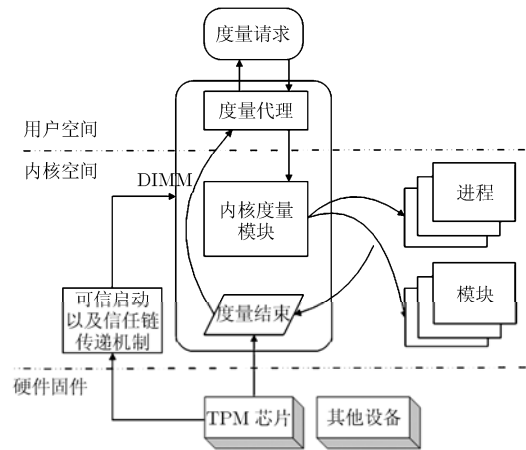 度量请求
度量代理
用户空间
内核空间
DIMM
进程
内核度量
模块
可信启动
以及信任链
传递机制
度量结束
模块
硬件固件
TPM 芯片
其他设备